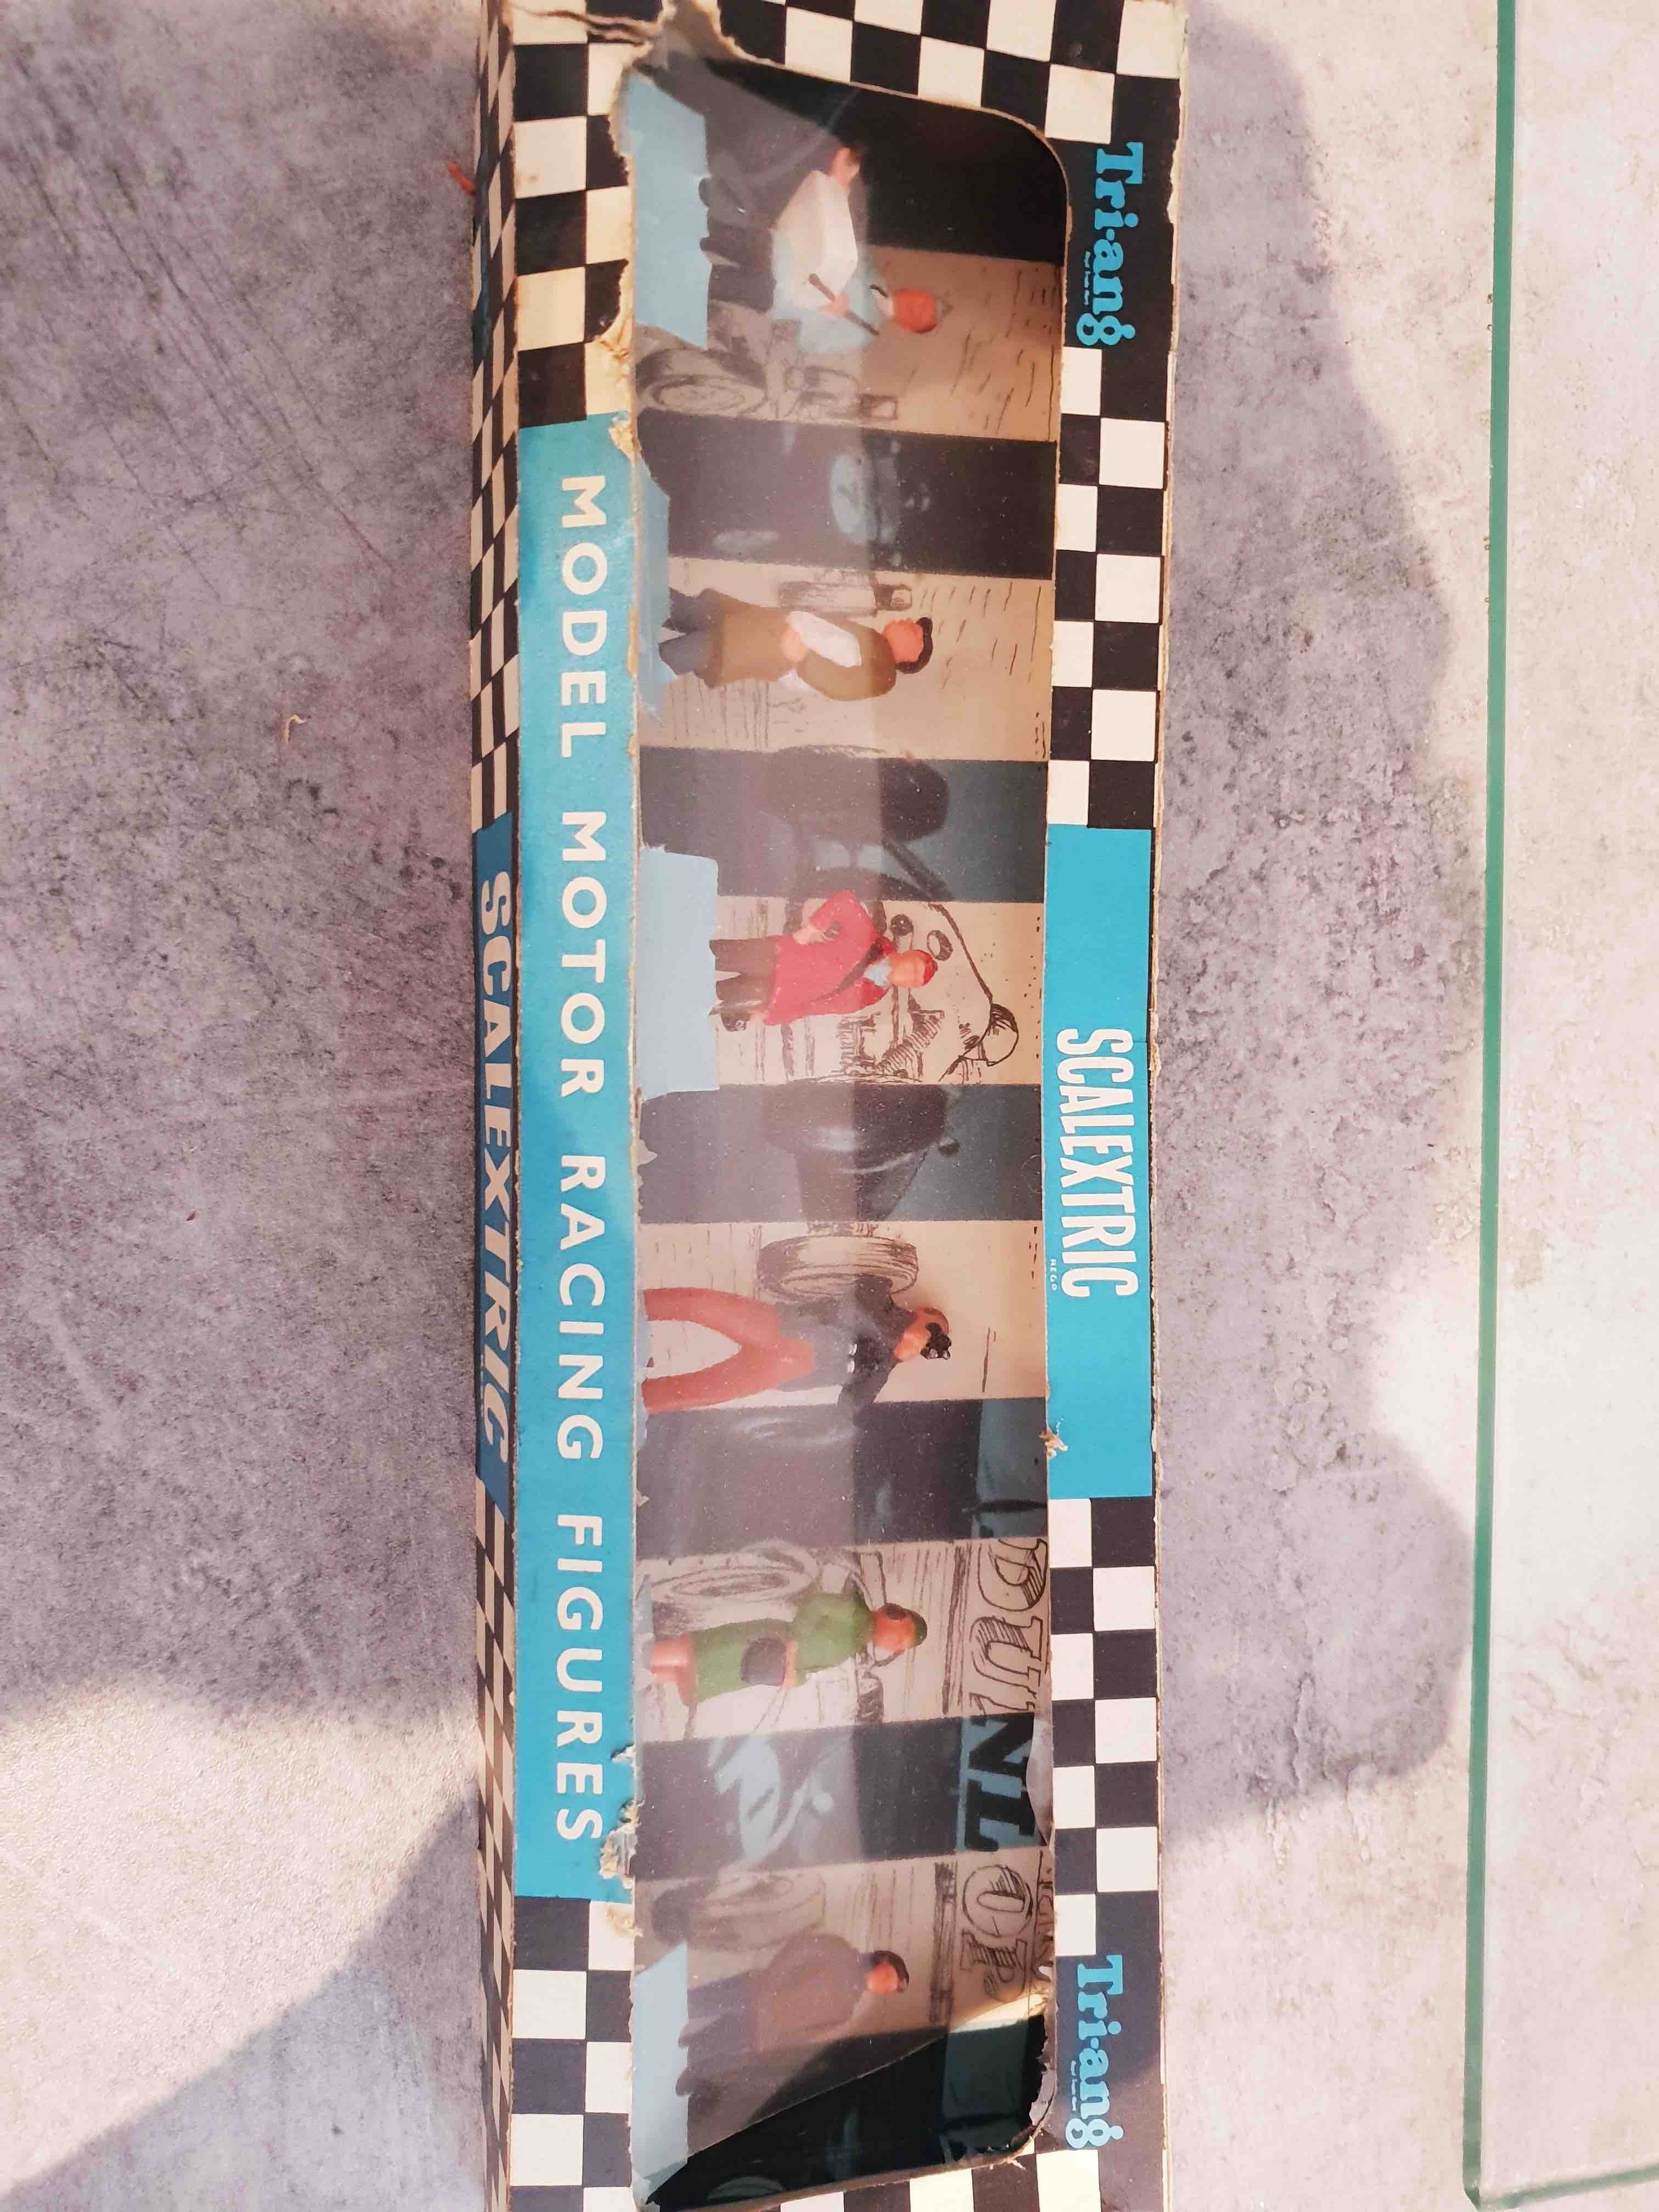 Tri-ang
SCALEXTRIC
REGD
Tri-ang
DUNLOP
MODEL MOTOR RACING FIGURES
SCALEXTRIC